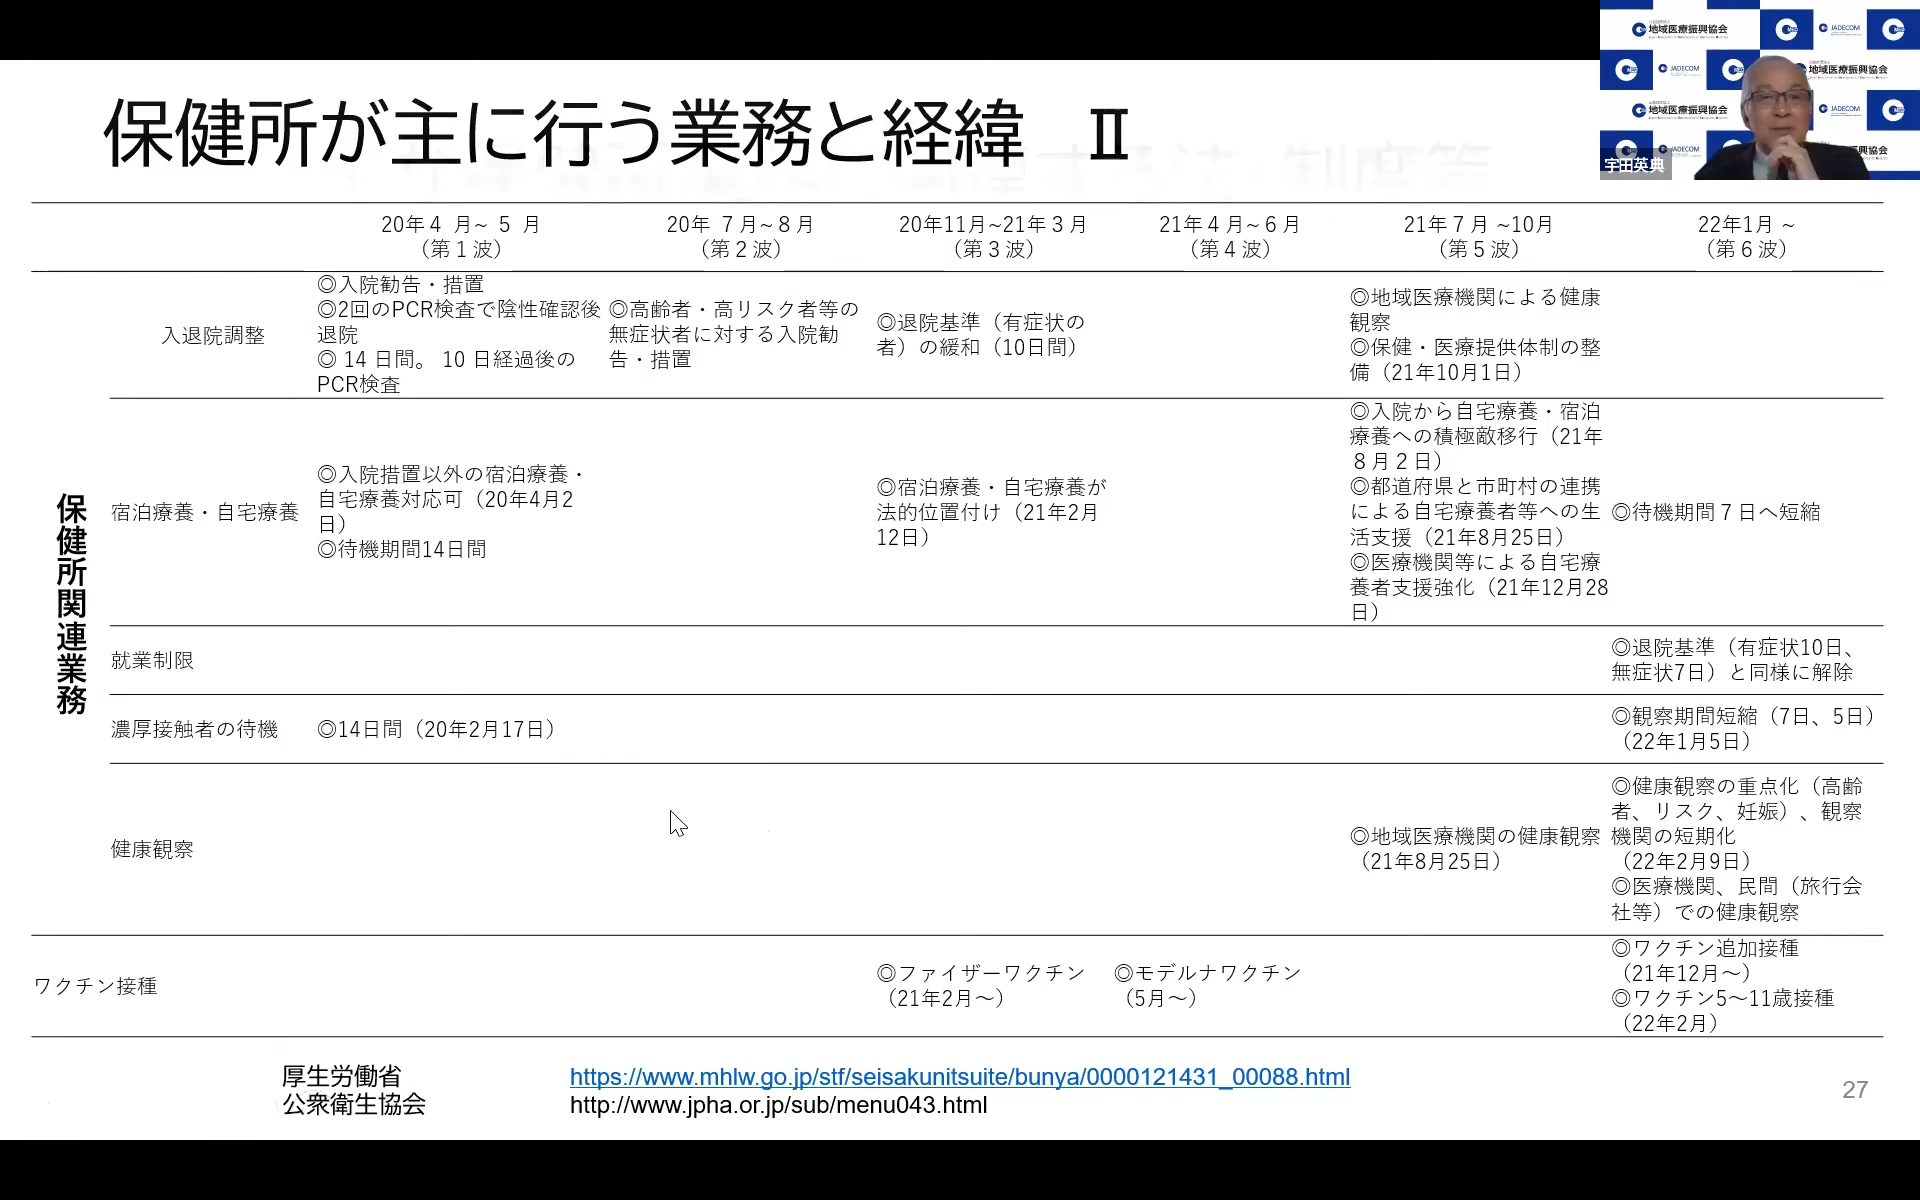 地域医療振興協会
JADECOM
JADECOM
地域医療振興協会
地域医療振興協会
JADECOM
JADECOM
宇田英典
保健所が主に行う業務と経緯　Ⅱ
20年４ 月~ ５ 月
（第１波）
20年 ７月~８月
（第２波）
20年11月~21年３月
（第３波）
21年４月~６月
（第４波）
21年７月 ~10月
（第５波）
22年1月 ~
（第６波）
保健所関連業務
入退院調整
◎入院勧告・措置
◎2回のPCR検査で陰性確認後
退院
◎ 14 日間。 10 日経過後の
PCR検査
◎高齢者・高リスク者等の
無症状者に対する入院勧
告・措置
◎退院基準（有症状の
者）の緩和（10日間）
◎地域医療機関による健康
観察
◎保健・医療提供体制の整
備（21年10月1日）
宿泊療養・自宅療養
◎入院措置以外の宿泊療養・
自宅療養対応可（20年4月2
日）
◎待機期間14日間
◎宿泊療養・自宅療養が
法的位置付け（21年2月
12日）
◎入院から自宅療養・宿泊
療養への積極敵移行（21年
８月２日）
◎都道府県と市町村の連携
による自宅療養者等への生
活支援（21年8月25日）
◎医療機関等による自宅療
養者支援強化（21年12月28
日）
◎待機期間７日へ短縮
就業制限
◎退院基準（有症状10日、
無症状7日）と同様に解除
濃厚接触者の待機
◎14日間（20年2月17日）
◎観察期間短縮（7日、5日）
（22年1月5日）
健康観察
◎地域医療機関の健康観察
（21年8月25日）
◎健康観察の重点化（高齢
者、リスク、妊娠）、観察
機関の短期化
（22年2月9日）
◎医療機関、民間（旅行会
社等）での健康観察
ワクチン接種
◎ファイザーワクチン
（21年2月～）
◎モデルナワクチン
（5月～）
◎ワクチン追加接種
（21年12月～）
◎ワクチン5～11歳接種
（22年2月）
厚生労働省
https://www.mhlw.go.jp/stf/seisakunitsuite/bunya/0000121431_00088.html
公衆衛生協会
http://www.jpha.or.jp/sub/menu043.html
27